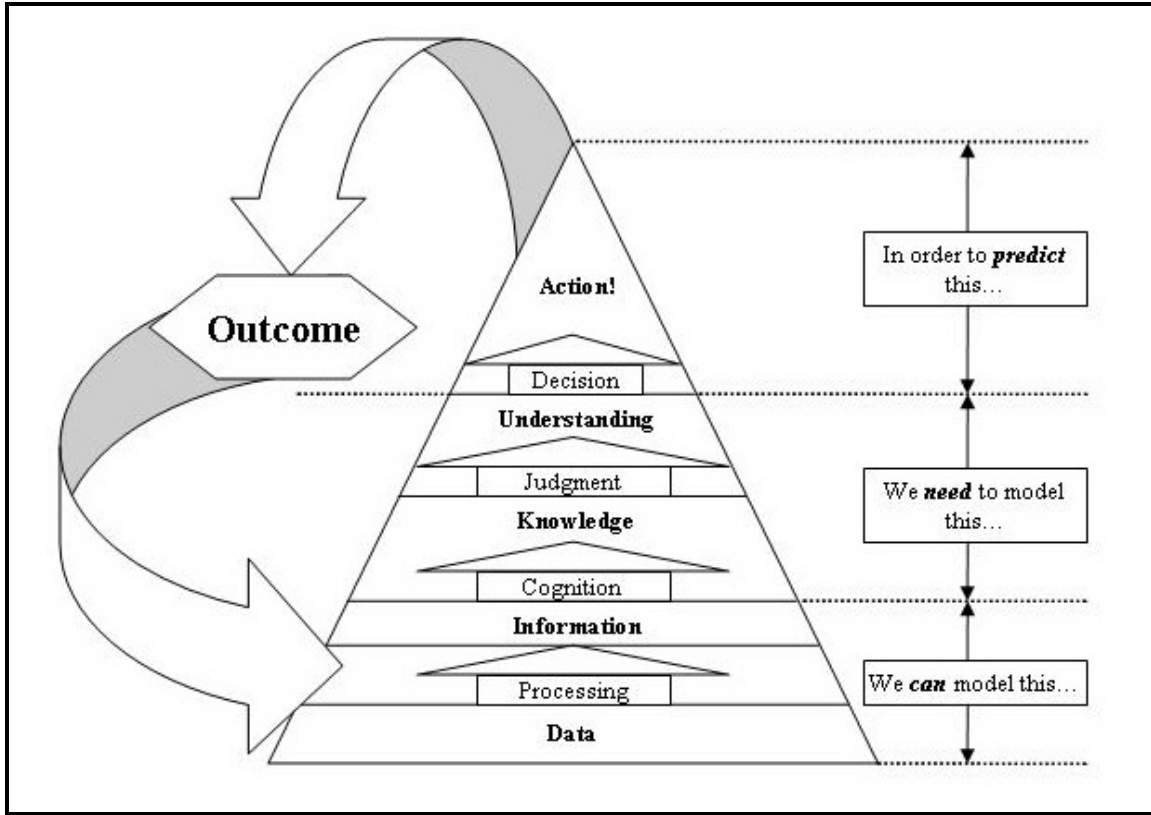 In order to predict
this…
Action!
Outcome
Decision
Understanding
Judgment
We need to model
this…
Knowledge
Cognition
Information
We can model this…
Processing
Data